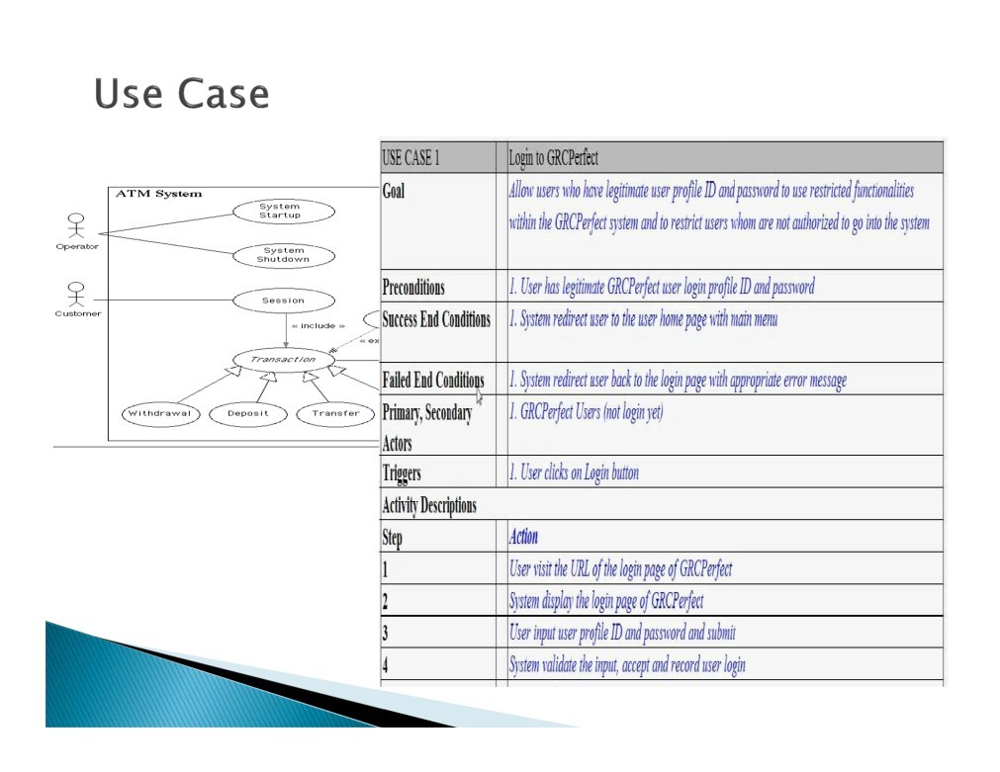 Use Case
ATM System
System
Startup
Operator
System
Shutdown
Session
Customer
« include »
« ex
Transaction
Withdrawal
Deposit
Transfer
USE CASE 1 Login to GRCPerfect
Goal Allow users who have legitimate user profile ID and password to use restricted functionalities
within the GRCPerfect system and to restrict users whom are not authorized to go into the system
Preconditions 1. User has legitimate GRCPerfect user login profile ID and password
Success End Conditions 1. System redirect user to the user home page with main menu
Failed End Conditions 1. System redirect user back to the login page with appropriate error message
Primary, Secondary 1. GRCPerfect Users (not login yet)
Actors
Triggers 1. User clicks on Login button
Activity Descriptions
Step Action
1 User visit the URL of the login page of GRCPerfect
2 System display the login page of GRCPerfect
3 User input user profile ID and password and submit
4 System validate the input, accept and record user login